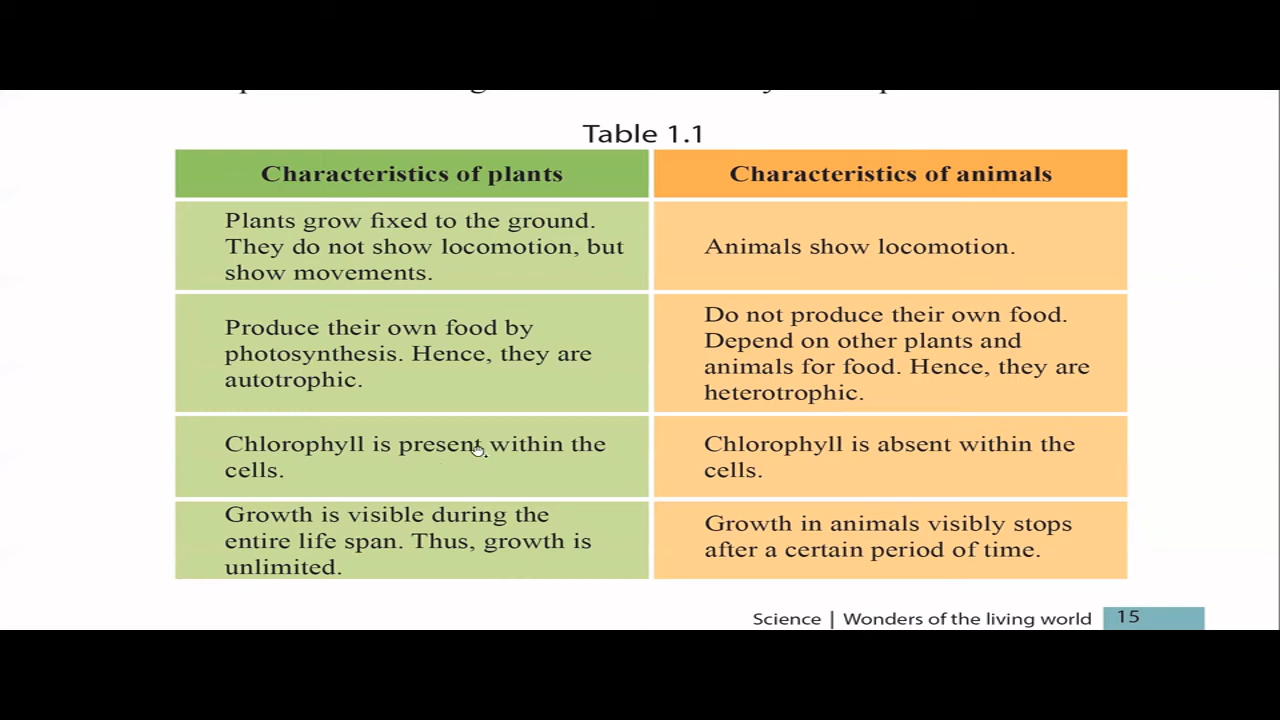 Table 1.1
Characteristics of plants
Characteristics of animals
Plants grow fixed to the ground.
They do not show locomotion, but
show movements.
Animals show locomotion.
Produce their own food by
photosynthesis. Hence, they are
autotrophic.
Do not produce their own food.
Depend on other plants and
animals for food. Hence, they are
heterotrophic.
Chlorophyll is present within the
cells.
Chlorophyll is absent within the
cells.
Growth is visible during the
entire life span. Thus, growth is
unlimited.
Growth in animals visibly stops
after a certain period of time.
Science | Wonders of the living world 15